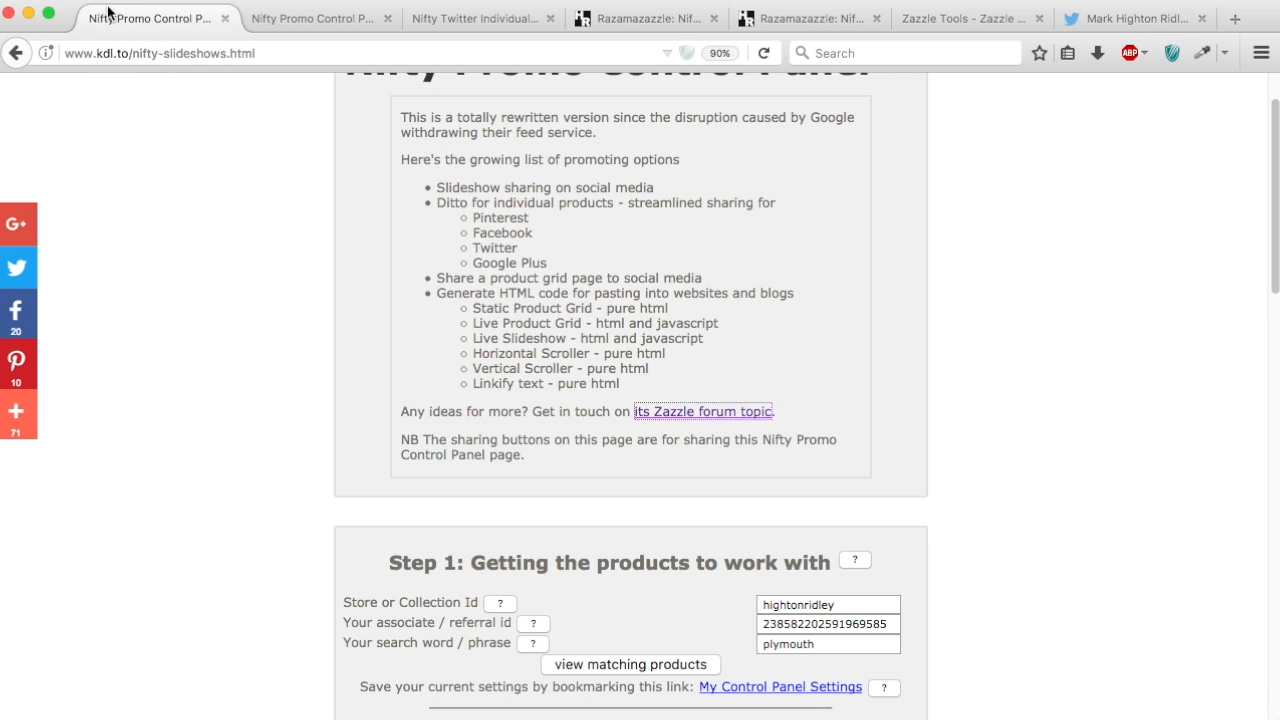 Nifty Promo Control P...
Nifty Promo Control P...
Nifty Twitter Individual...
Razamazazzle: Nif...
Razamazazzle: Nif...
Zazzle Tools - Zazzle ...
Mark Highton Ridl...
www.kdl.to/nifty-slideshows.html
90%
Search
ABP
Nifty Promo Control Panel
This is a totally rewritten version since the disruption caused by Google
withdrawing their feed service.
Here's the growing list of promoting options
Slideshow sharing on social media
Ditto for individual products - streamlined sharing for
Pinterest
Facebook
Twitter
Google Plus
Share a product grid page to social media
Generate HTML code for pasting into websites and blogs
Static Product Grid - pure html
Live Product Grid - html and javascript
Live Slideshow - html and javascript
Horizontal Scroller - pure html
Vertical Scroller - pure html
Linkify text - pure html
Any ideas for more? Get in touch on its Zazzle forum topic.
NB The sharing buttons on this page are for sharing this Nifty Promo
Control Panel page.
G+
20
10
71
Step 1: Getting the products to work with ?
Store or Collection Id ? hightonridley
Your associate / referral id ? 238582202591969585
Your search word / phrase ? plymouth
view matching products
Save your current settings by bookmarking this link: My Control Panel Settings ?